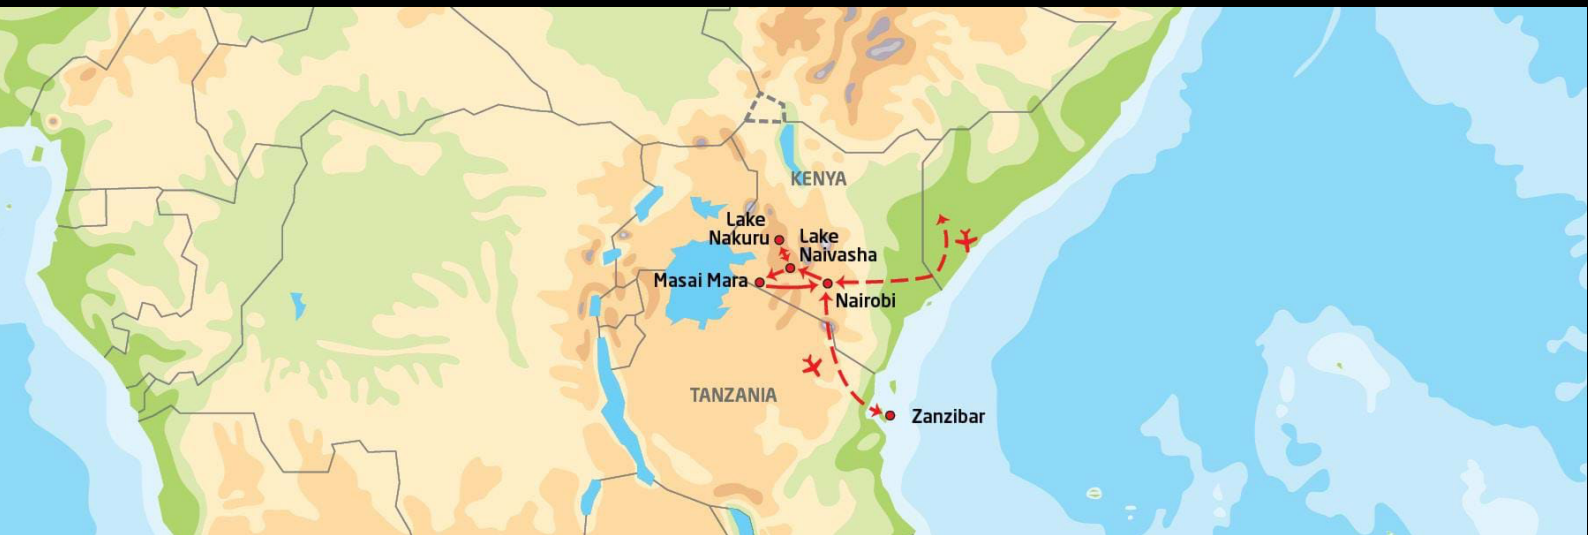 KENYA
Lake
Nakuru
Lake
Naivasha
Masai Mara
Nairobi
TANZANIA
Zanzibar